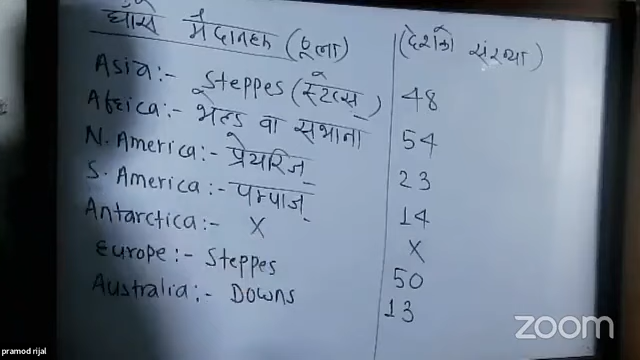 घाँसे मैदानहरू (ठूला) (देशको संख्या)
Asia:- Steppes (स्टेप्स) 48
Africa:- भेल्ड वा सभाना 54
N. America:- प्रेयरिज् 23
S. America:- पम्पाज् 14
Antarctica:- X X
Europe:- Steppes 50
Australia:- Downs 13
zoom
pramod rijal